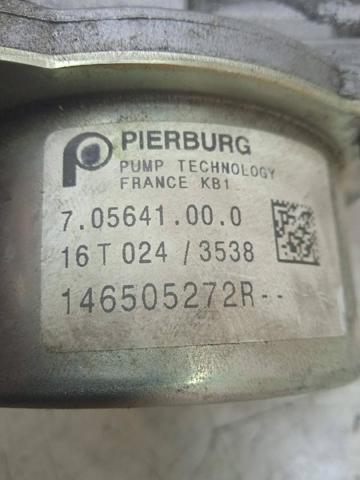 PIERBURG
PUMP TECHNOLOGY
FRANCE KB1
7.05641.00.0
16 T 024 / 3538
146505272R--